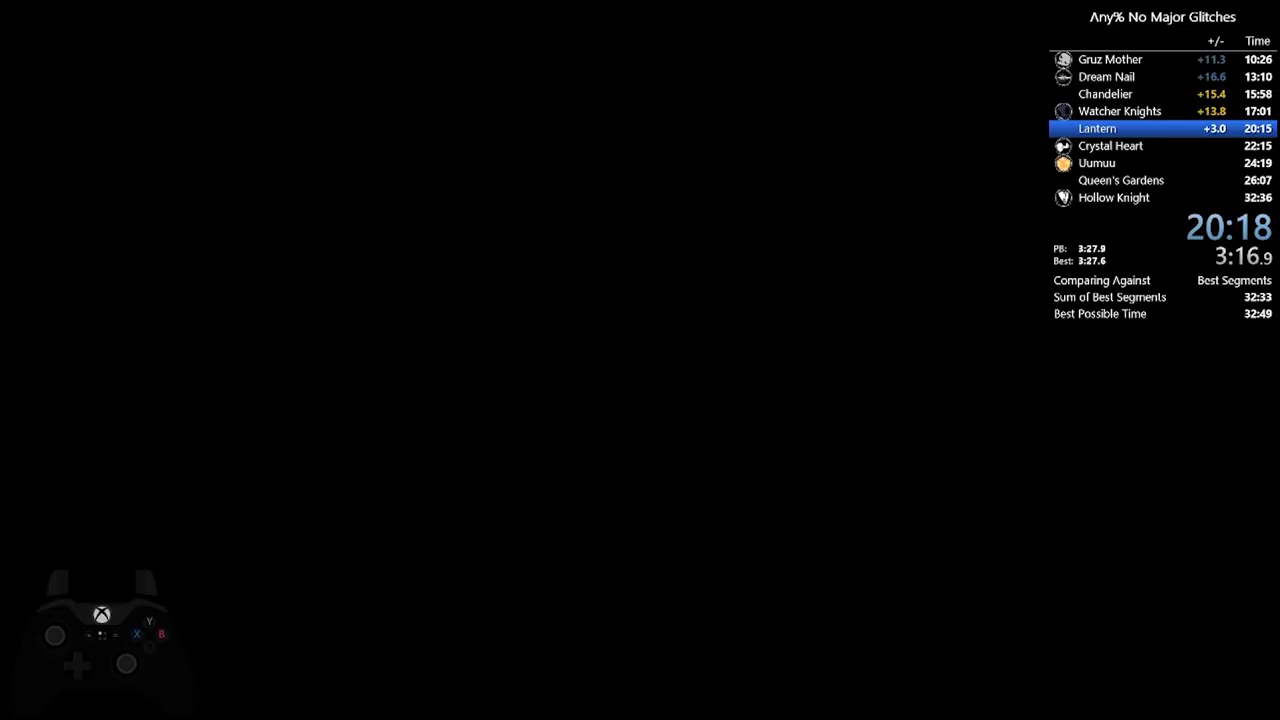 Any% No Major Glitches
+/- Time
Gruz Mother +11.3 10:26
Dream Nail +16.6 13:10
Chandelier +15.4 15:58
Watcher Knights +13.8 17:01
Lantern +3.0 20:15
Crystal Heart 22:15
Uumuu 24:19
Queen's Gardens 26:07
Hollow Knight 32:36
20:18
PB: 3:27.9
3:16.9
Best: 3:27.6
Comparing Against Best Segments
Sum of Best Segments 32:33
Best Possible Time 32:49
Y
X B